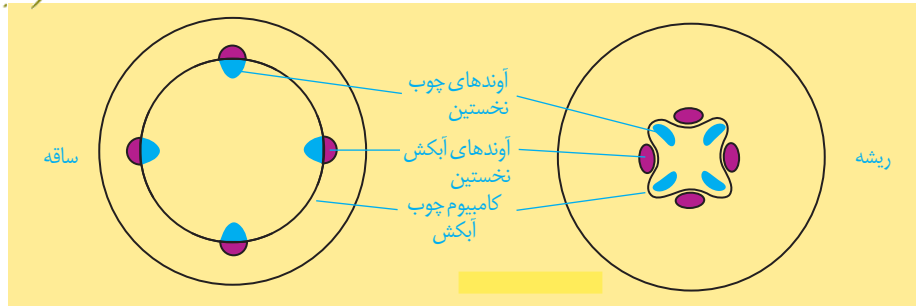 آوندهای چوب
نخستین
ریشه
آوندهای آبکش
نخستین
ساقه
کامبیوم چوب
آبکش